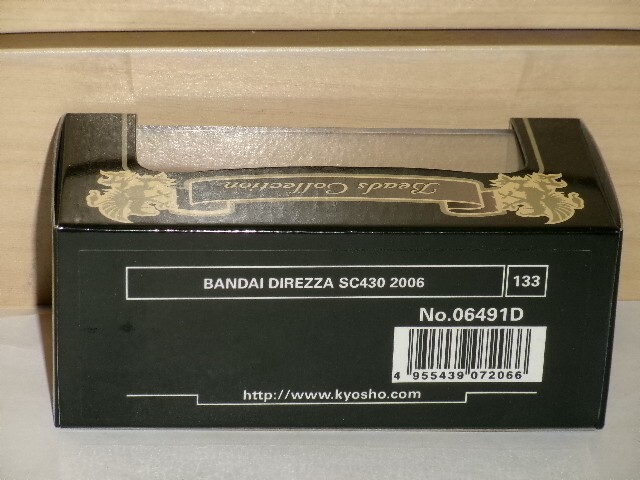 Beads Collection
BANDAI DIREZZA SC430 2006
133
No.06491D
4 955439 072066
http://www.kyosho.com